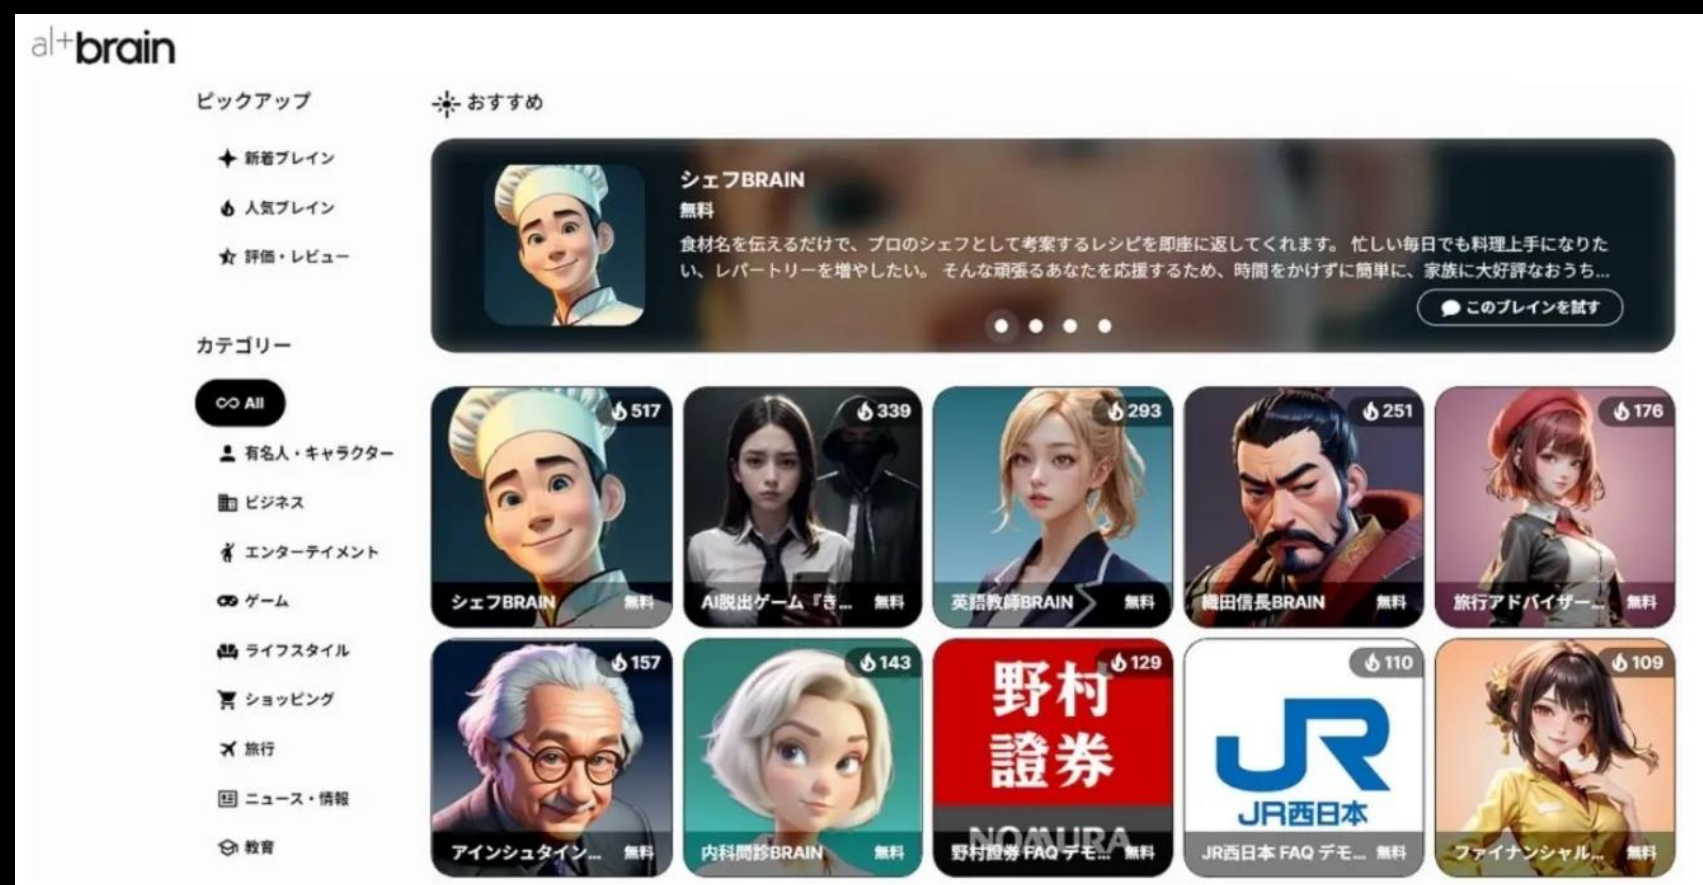 al+brain
ピックアップ
新着ブレイン
人気ブレイン
評価・レビュー
カテゴリー
All
有名人・キャラクター
ビジネス
エンターテイメント
ゲーム
ライフスタイル
ショッピング
旅行
ニュース・情報
教育
おすすめ
シェフBRAIN
無料
食材名を伝えるだけで、プロのシェフとして考案するレシピを即座に返してくれます。 忙しい毎日でも料理上手になりた
い、レパートリーを増やしたい。 そんな頑張るあなたを応援するため、時間をかけずに簡単に、家族に大好評なおうち...
このブレインを試す
517
シェフBRAIN 無料
339
AI脱出ゲーム『き... 無料
293
英語教師BRAIN 無料
251
織田信長BRAIN 無料
176
旅行アドバイザー... 無料
157
アインシュタイン... 無料
143
内科問診BRAIN 無料
129
野村
證券
NOMURA
野村證券 FAQ デモ... 無料
110
JR
JR西日本
JR西日本 FAQ デモ... 無料
109
ファイナンシャル... 無料